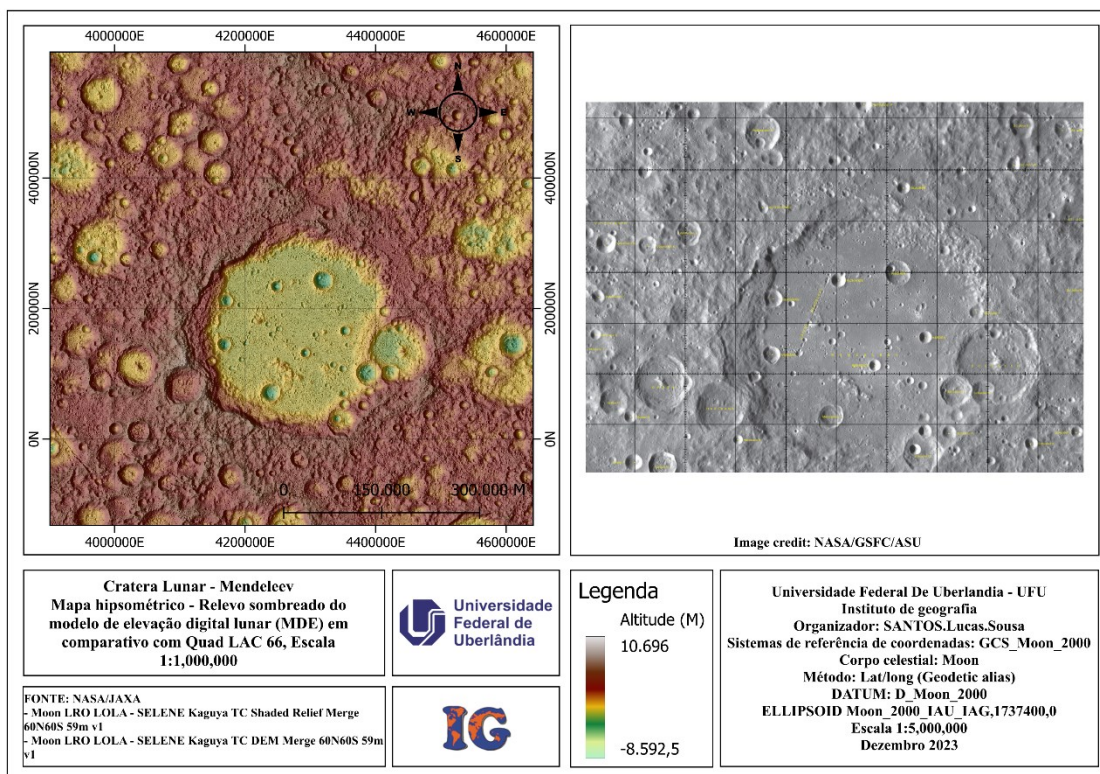 4000000E 4200000E 4400000E 4600000E
N
W E
S
400000N
400000N
200000N
200000N
0N
0N
0 150.000 300.000 M
4000000E 4200000E 4400000E 4600000E
Image credit: NASA/GSFC/ASU
Cratera Lunar - Mendeleev
Mapa hipsométrico - Relevo sombreado do
modelo de elevação digital lunar (MDE) em
comparativo com Quad LAC 66, Escala
1:1,000,000
Universidade
Federal de
Uberlândia
FONTE: NASA/JAXA
- Moon LRO LOLA - SELENE Kaguya TC Shaded Relief Merge
60N60S 59m v1
- Moon LRO LOLA - SELENE Kaguya TC DEM Merge 60N60S 59m
v1
IG
Legenda
Altitude (M)
10.696
-8.592,5
Universidade Federal De Uberlandia - UFU
Instituto de geografia
Organizador: SANTOS.Lucas.Sousa
Sistemas de referência de coordenadas: GCS_Moon_2000
Corpo celestial: Moon
Método: Lat/long (Geodetic alias)
DATUM: D_Moon_2000
ELLIPSOID Moon_2000_IAU_IAG,1737400,0
Escala 1:5,000,000
Dezembro 2023